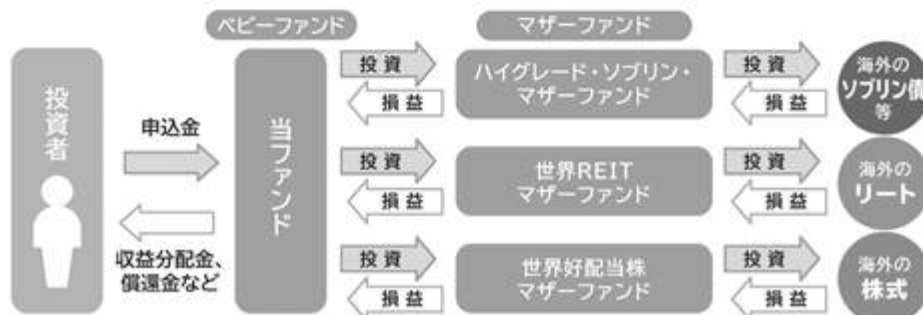 ベビーファンド
マザーファンド
投資者
申込金
収益分配金、
償還金など
当ファンド
投資
損益
ハイグレード・ソブリン・
マザーファンド
投資
損益
海外の
ソブリン債
等
投資
損益
世界REIT
マザーファンド
投資
損益
海外の
リート
投資
損益
世界好配当株
マザーファンド
投資
損益
海外の
株式